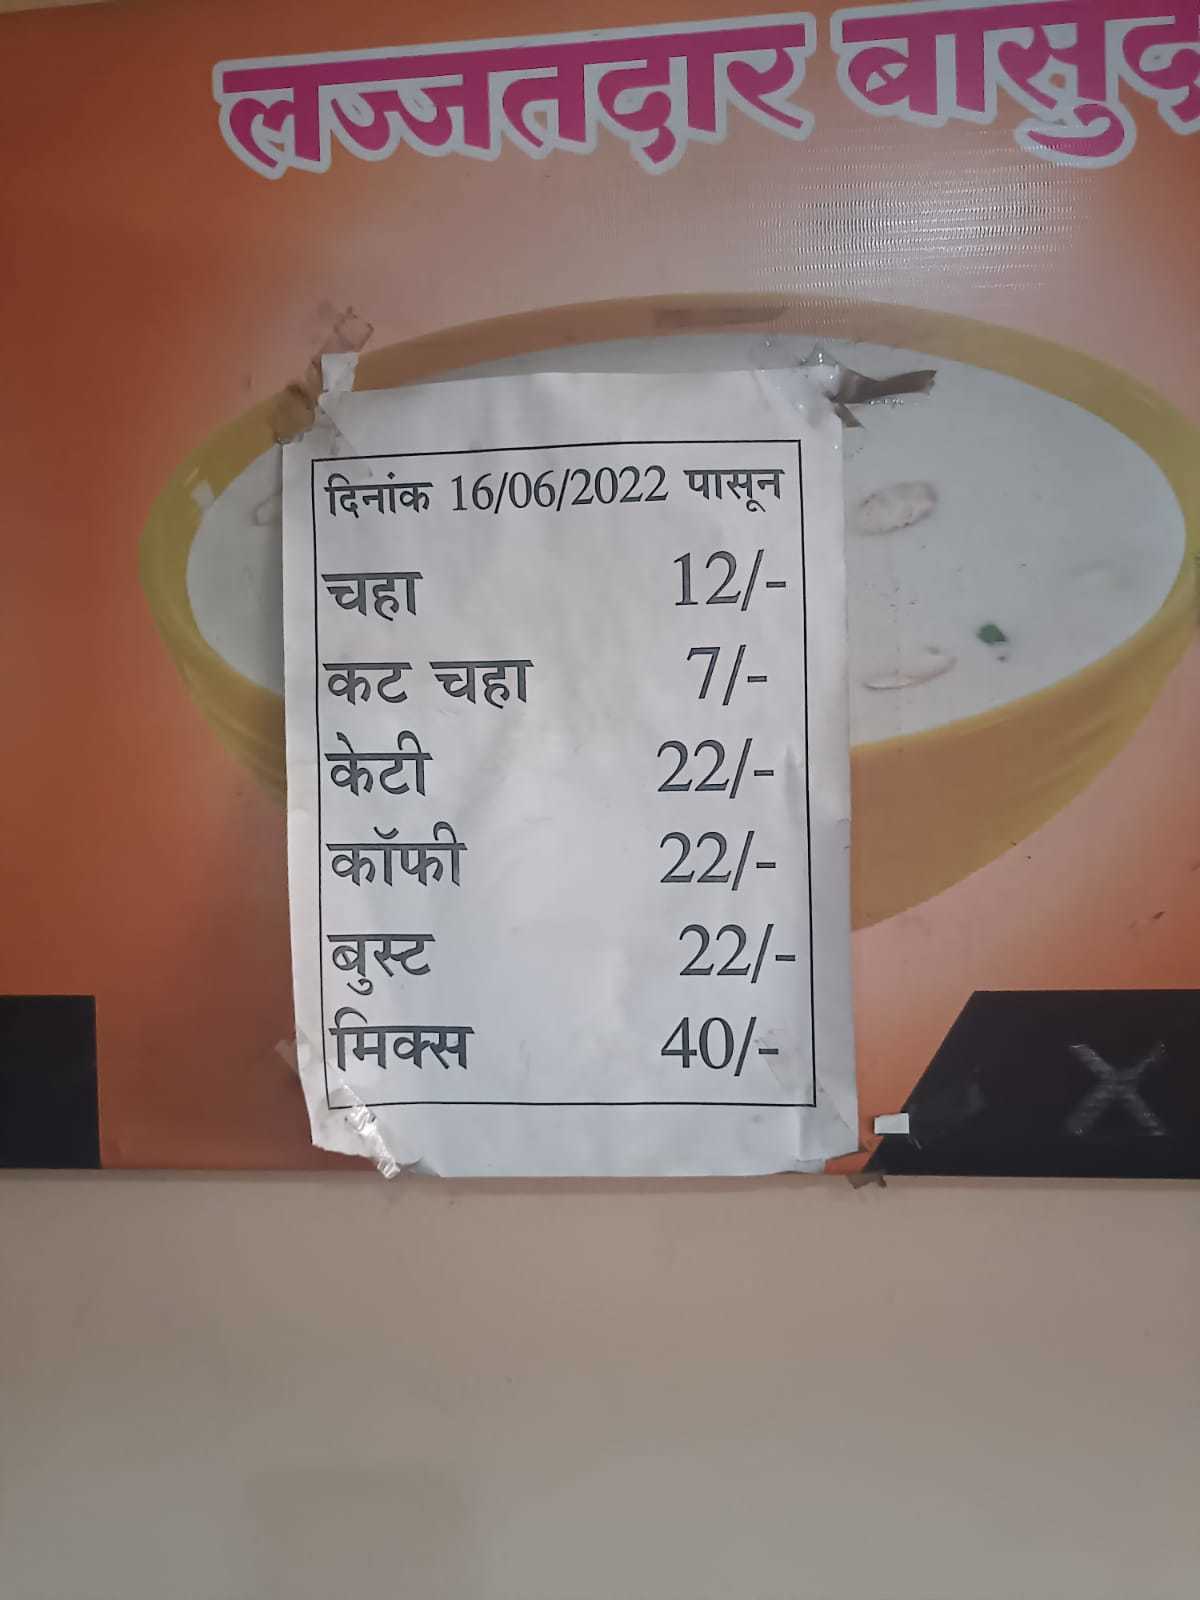 लज्जतदार बासुद
दिनांक 16/06/2022 पासून
चहा 12/-
कट चहा 7/-
केटी 22/-
कॉफी 22/-
बुस्ट 22/-
मिक्स 40/-
X